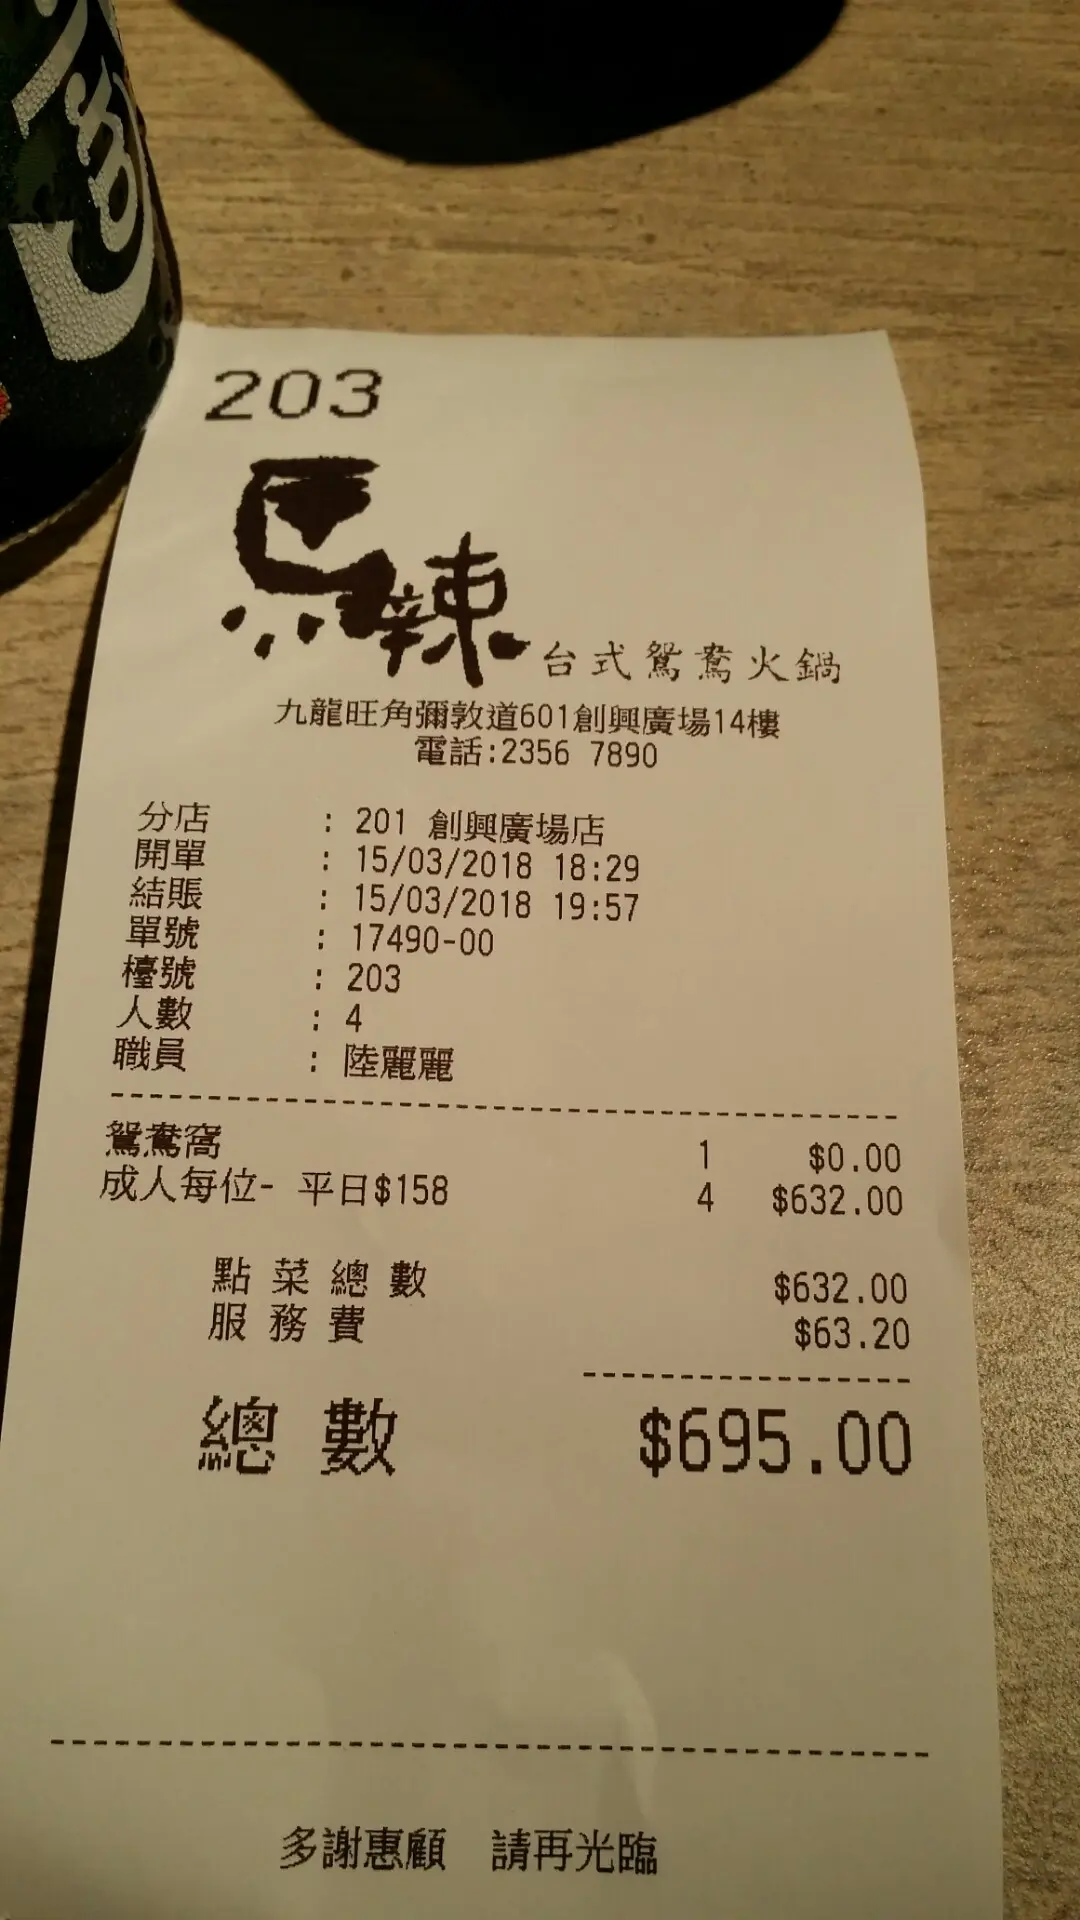 203
馬辣 台式鴛鴦火鍋
九龍旺角彌敦道601創興廣場14樓
電話:2356 7890
分店 : 201 創興廣場店
開單 : 15/03/2018 18:29
結賬 : 15/03/2018 19:57
單號 : 17490-00
檯號 : 203
人數 : 4
職員 : 陸麗麗
鴛鴦窩 1 $0.00
成人每位- 平日$158 4 $632.00
點菜總數 $632.00
服務費 $63.20
總數 $695.00
多謝惠顧 請再光臨